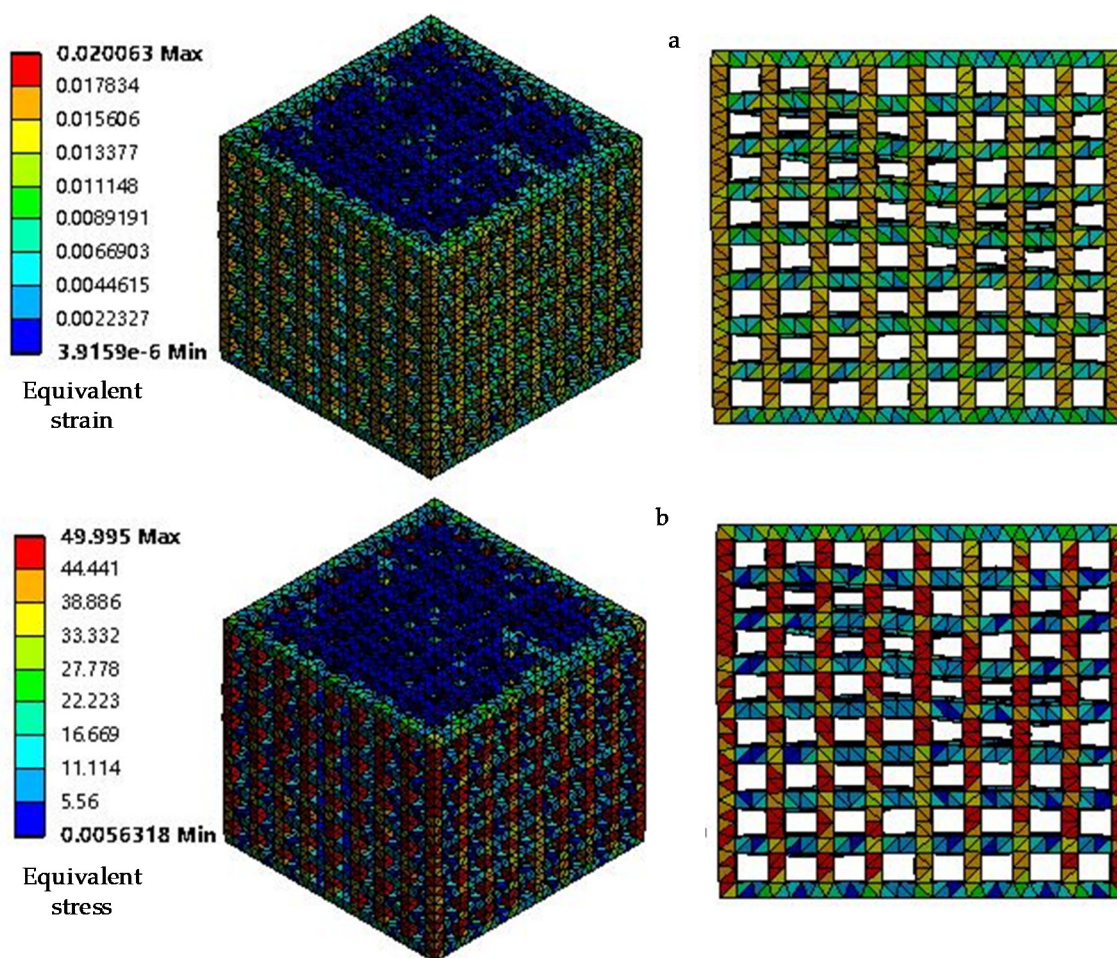 a
0.020063 Max
0.017834
0.015606
0.013377
0.011148
0.0089191
0.0066903
0.0044615
0.0022327
3.9159e-6 Min
Equivalent
strain
b
49.995 Max
44.441
38.886
33.332
27.778
22.223
16.669
11.114
5.56
0.0056318 Min
Equivalent
stress